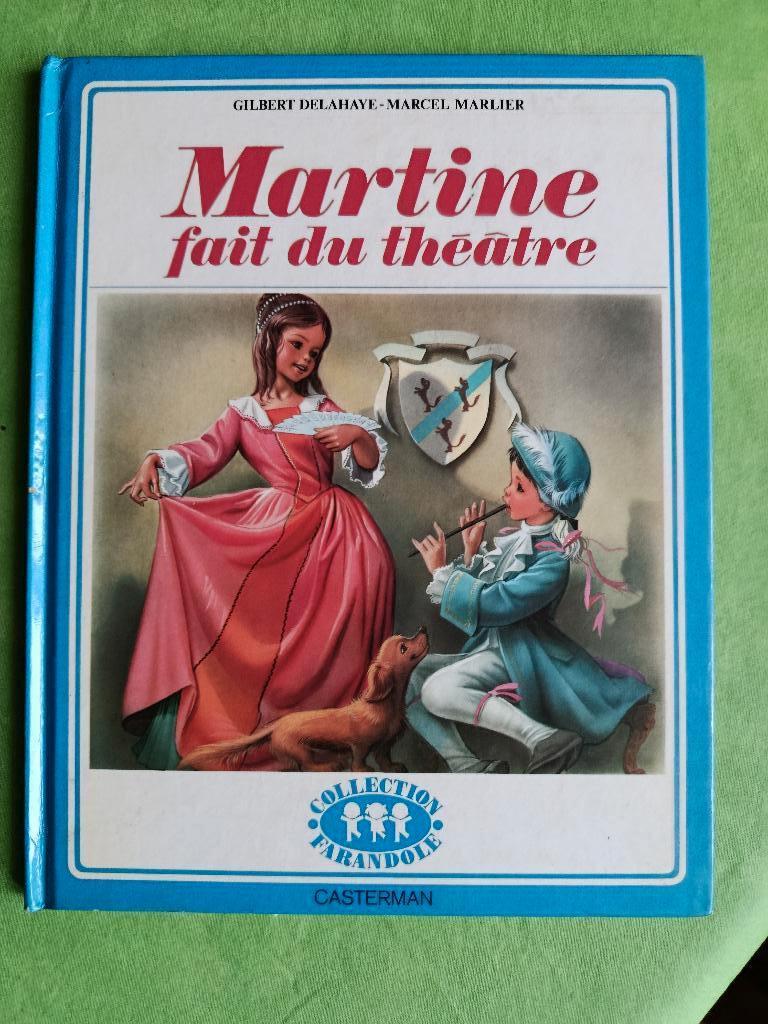 GILBERT DELAHAYE-MARCEL MARLIER
Martine
fait du théâtre
COLLECTION
FARANDOLE
CASTERMAN